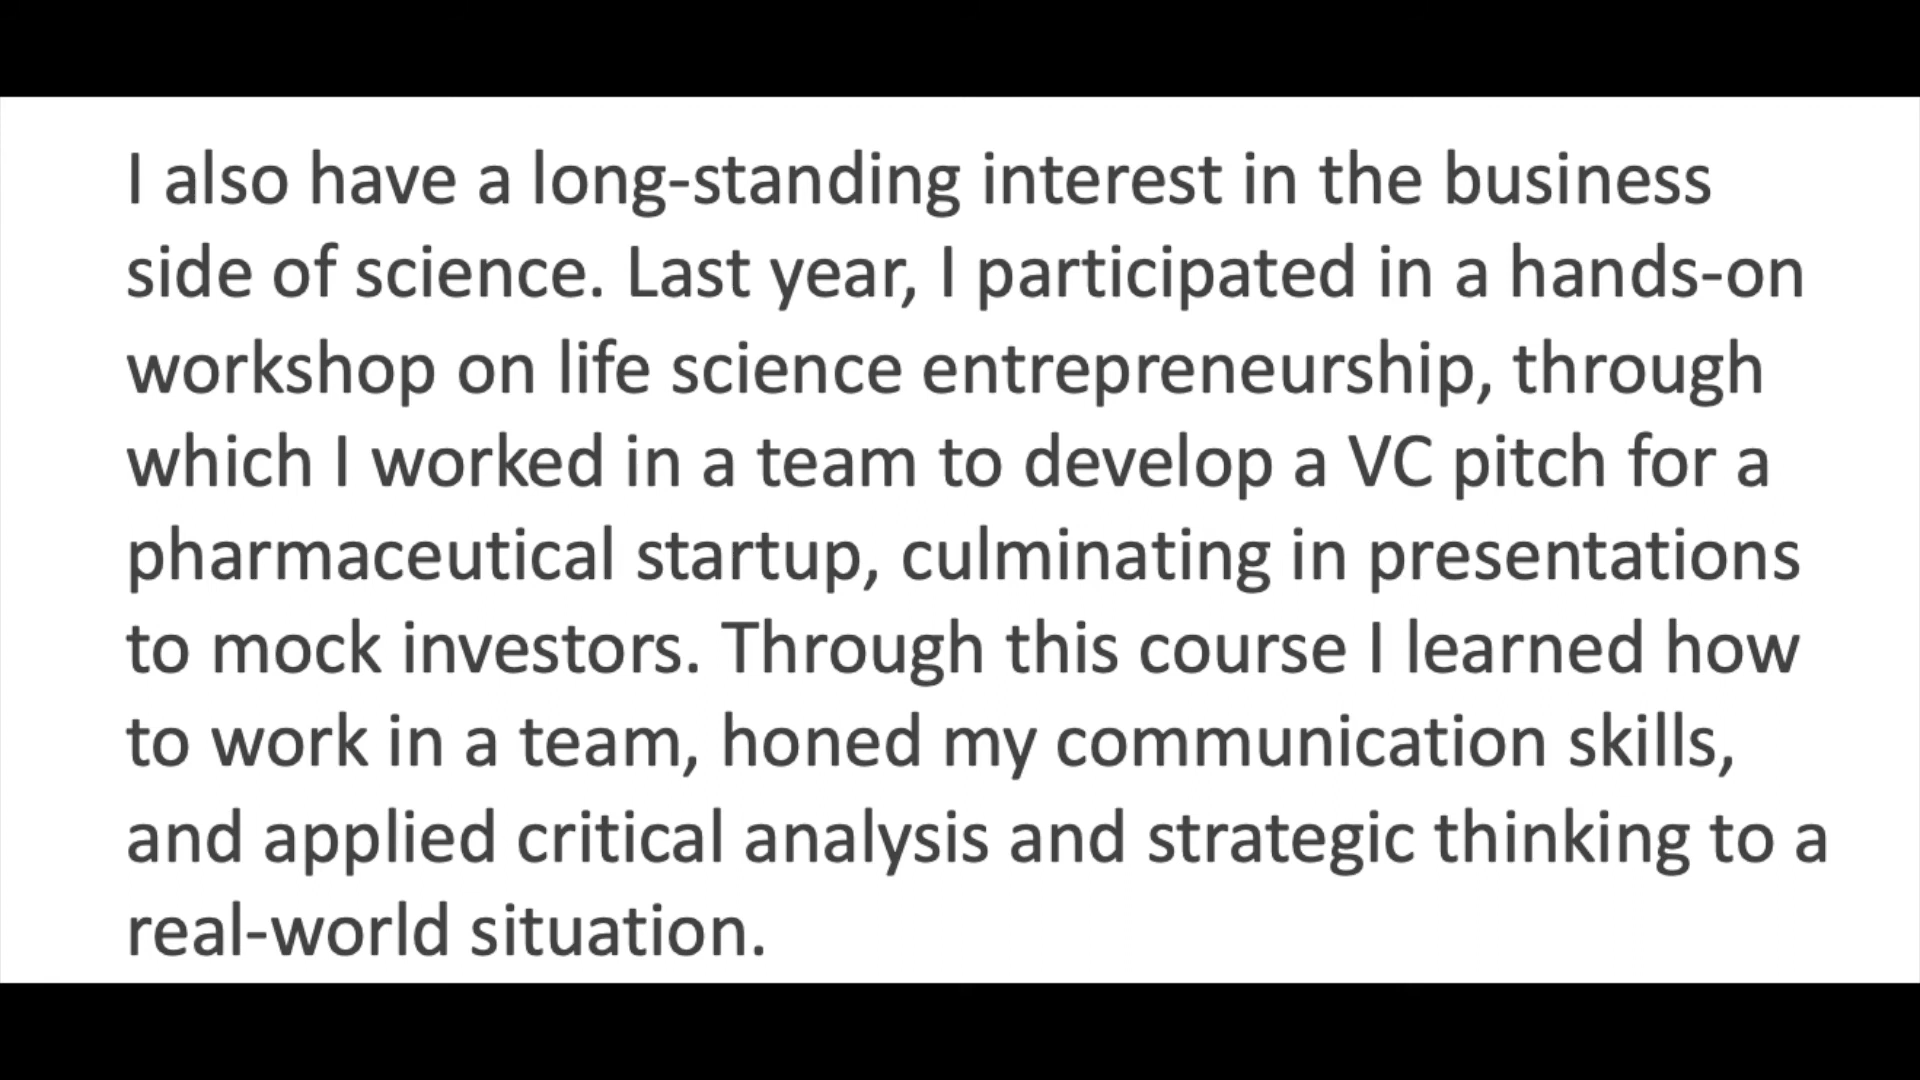 I also have a long-standing interest in the business
side of science. Last year, I participated in a hands-on
workshop on life science entrepreneurship, through
which I worked in a team to develop a VC pitch for a
pharmaceutical startup, culminating in presentations
to mock investors. Through this course I learned how
to work in a team, honed my communication skills,
and applied critical analysis and strategic thinking to a
real-world situation.